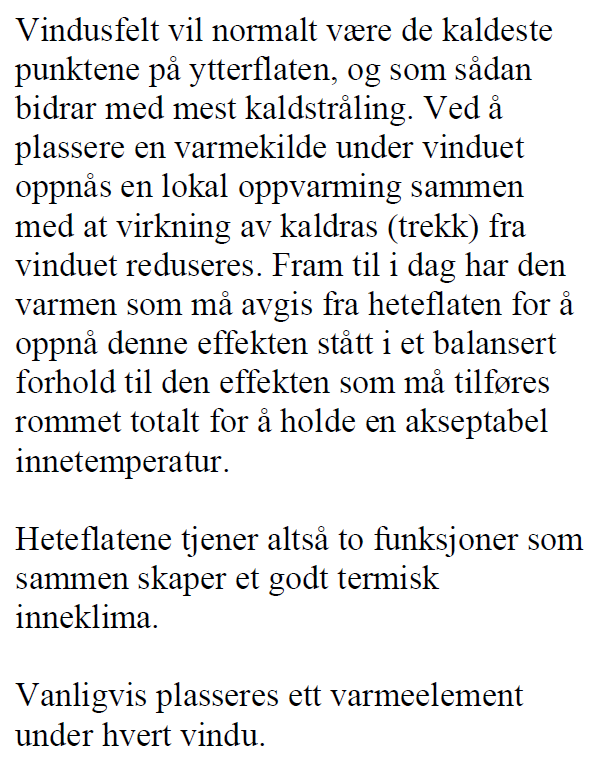 Vindusfelt vil normalt være de kaldeste
punktene på ytterflaten, og som sådan
bidrar med mest kaldstråling. Ved å
plassere en varmekilde under vinduet
oppnås en lokal oppvarming sammen
med at virkning av kaldras (trekk) fra
vinduet reduseres. Fram til i dag har den
varmen som må avgis fra heteflaten for å
oppnå denne effekten stått i et balansert
forhold til den effekten som må tilføres
rommet totalt for å holde en akseptabel
innetemperatur.
Heteflatene tjener altså to funksjoner som
sammen skaper et godt termisk
inneklima.
Vanligvis plasseres ett varmeelement
under hvert vindu.